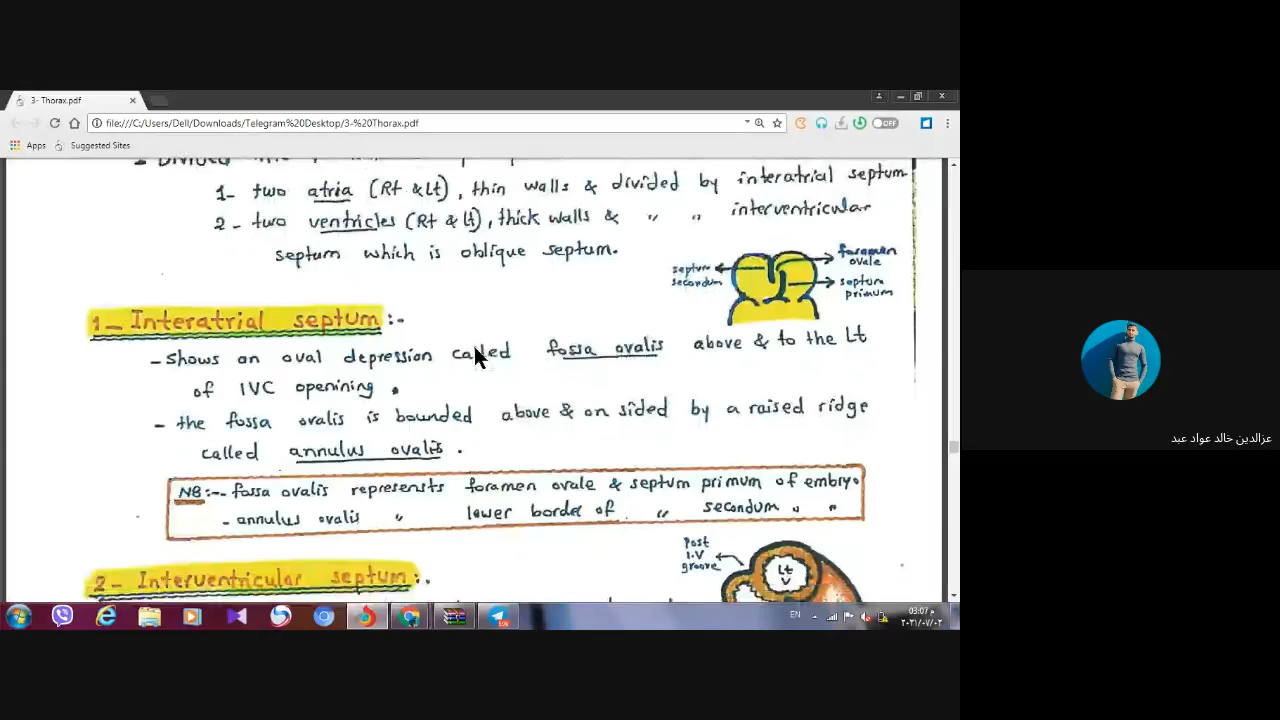 3- Thorax.pdf
file:///C:/Users/Dell/Downloads/Telegram%20Desktop/3-%20Thorax.pdf
OFF
Apps
Suggested Sites
1- two atria (Rt & Lt), thin walls & divided by interatrial septum
2- two ventricles (Rt & Lt), thick walls & " " interventricular
septum which is oblique septum.
septum
secondum
foramen
ovale
septum
primum
1- Interatrial septum :-
- shows an oval depression called fossa ovalis above & to the Lt
of IVC openining .
- the fossa ovalis is bounded above & on sided by a raised ridge
called annulus ovalis .
NB:-- fossa ovalis represents foramen ovale & septum primum of embryo
- annulus ovalis " lower border of " secondum " "
post
I.V
groove
Lt
V
2- Interventricular septum :-
عزالدين خالد عواد عبد
EN
03:07 م
٢٠٢١/٠٧/٠٢